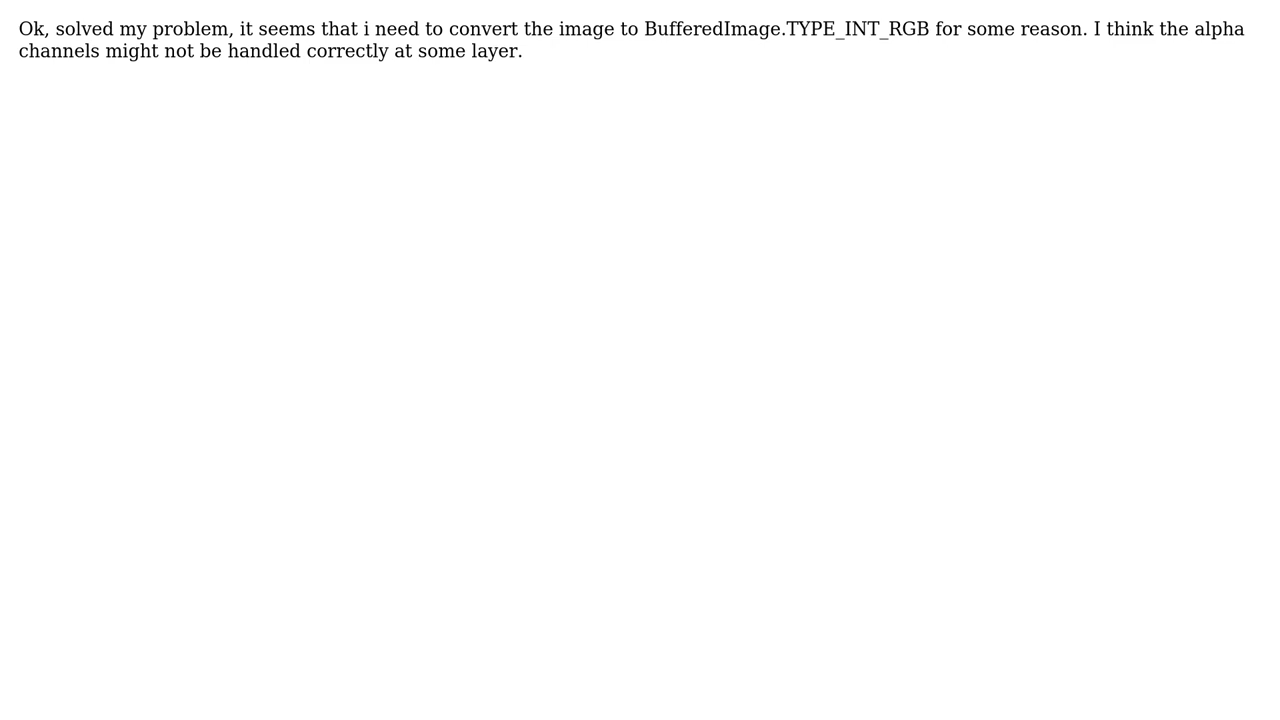 Ok, solved my problem, it seems that i need to convert the image to BufferedImage.TYPE_INT_RGB for some reason. I think the alpha
channels might not be handled correctly at some layer.